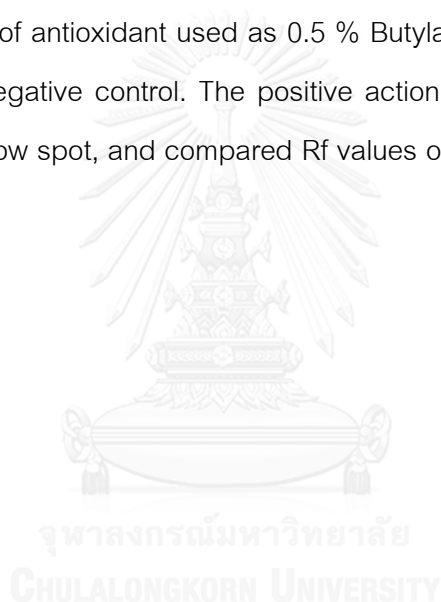 of antioxidant used as 0.5 % Butyla
egative control. The positive action
ow spot, and compared Rf values o
จุฬาลงกรณ์มหาวิทยาลัย
CHULALONGKORN UNIVERSITY